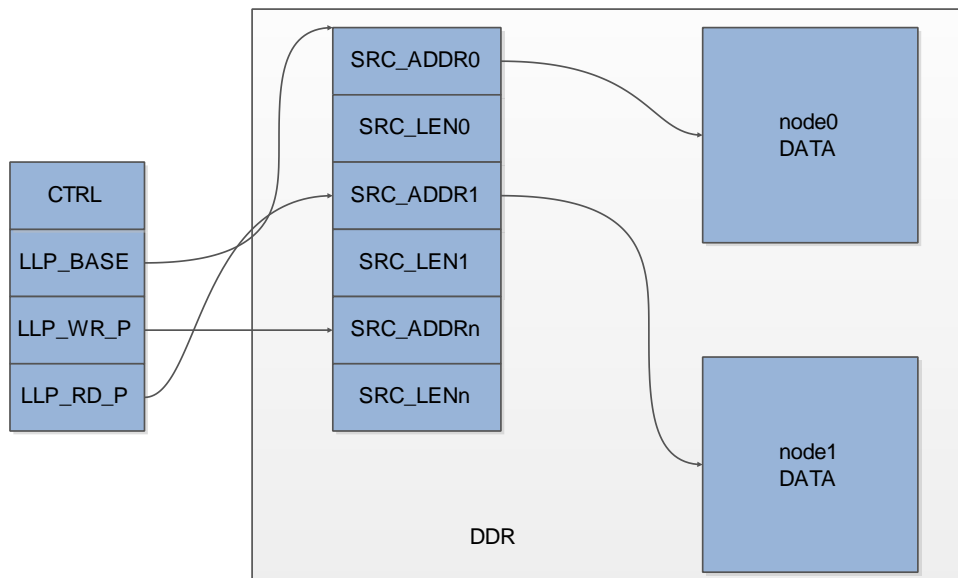 CTRL
LLP_BASE
LLP_WR_P
LLP_RD_P
SRC_ADDR0
SRC_LEN0
SRC_ADDR1
SRC_LEN1
SRC_ADDRn
SRC_LENn
node0
DATA
node1
DATA
DDR